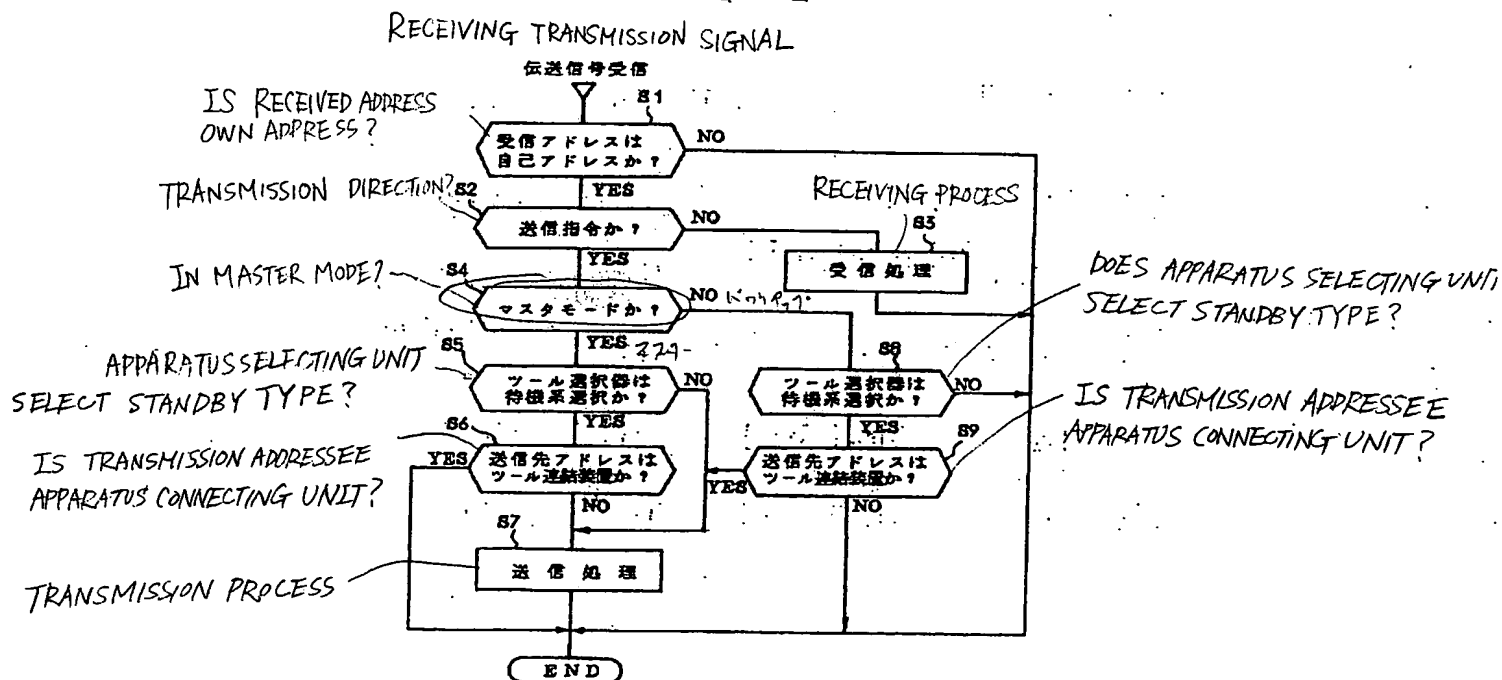 RECEIVING TRANSMISSION SIGNAL
伝送信号受信
IS RECEIVED ADDRESS
OWN ADPRESS?
S1
受信アドレスは
自己アドレスか?
NO
YES
TRANSMISSION DIRECTION?
S2
送信指令か?
NO
YES
RECEIVING PROCESS
S3
受信処理
IN MASTER MODE?
S4
マスタモードか?
NO
YES
DOES APPARATUS SELECTING UNIT
SELECT STANDBY TYPE?
APPARATUS SELECTING UNIT
SELECT STANDBY TYPE?
S5
ツール選択器は
待機系選択か?
NO
YES
S8
ツール選択器は
待機系選択か?
NO
YES
IS TRANSMISSION ADDRESSEE
APPARATUS CONNECTING UNIT?
S6
送信先アドレスは
ツール連結装置か?
YES
NO
S9
送信先アドレスは
ツール連結装置か?
YES
NO
IS TRANSMISSION ADDRESSEE
APPARATUS CONNECTING UNIT?
S7
送信処理
TRANSMISSION PROCESS
END